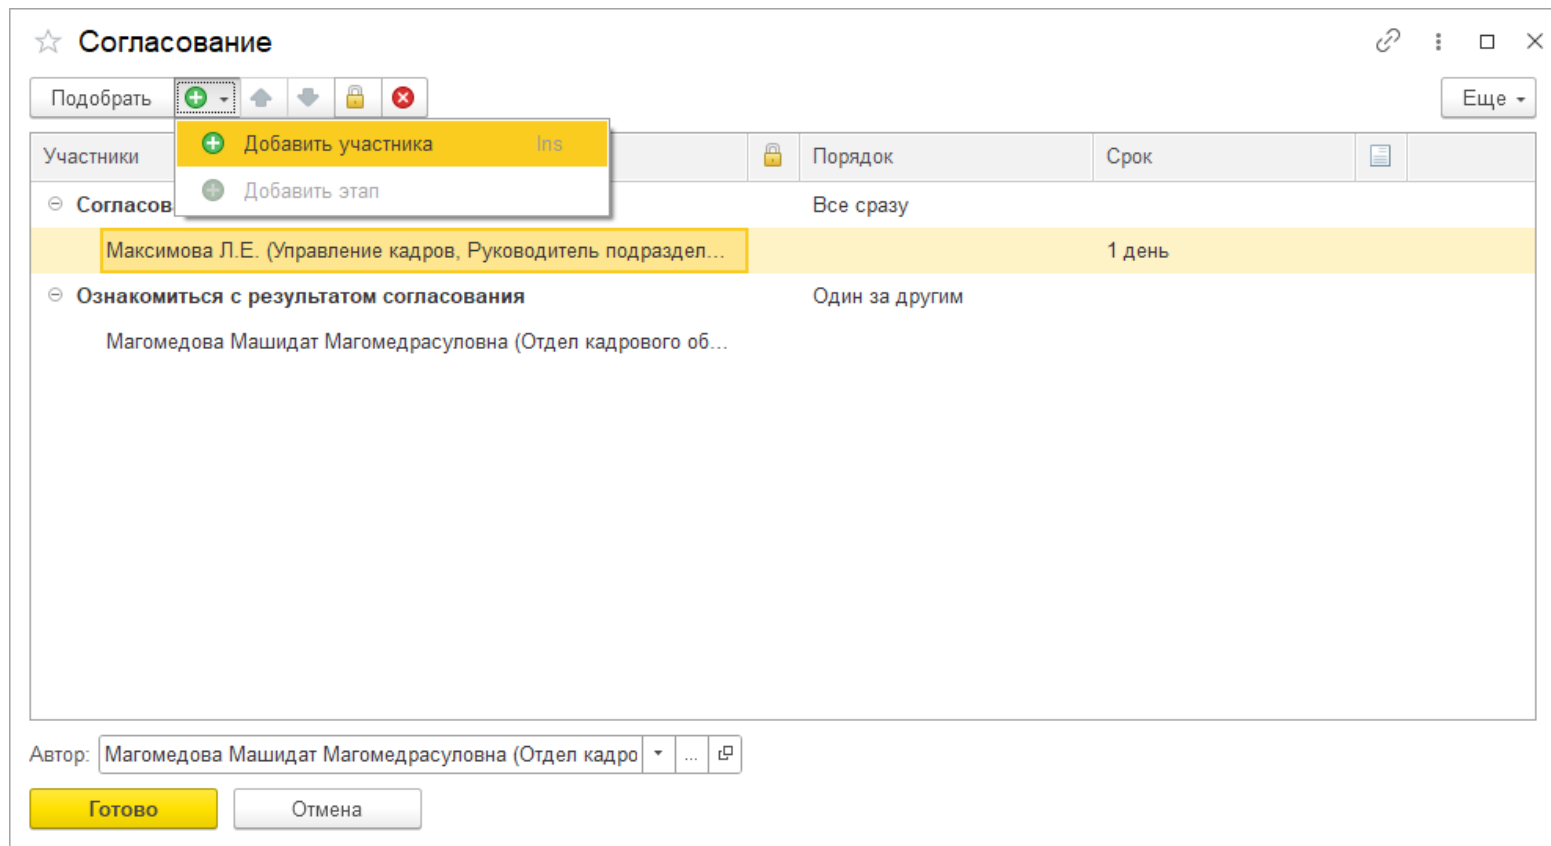 Согласование
Подобрать
Еще
Участники
Порядок
Срок
Добавить участника Ins
Добавить этап
Согласов
Все сразу
Максимова Л.Е. (Управление кадров, Руководитель подраздел...
1 день
Ознакомиться с результатом согласования
Один за другим
Магомедова Машидат Магомедрасуловна (Отдел кадрового об...
Автор: Магомедова Машидат Магомедрасуловна (Отдел кадро
...
Готово
Отмена